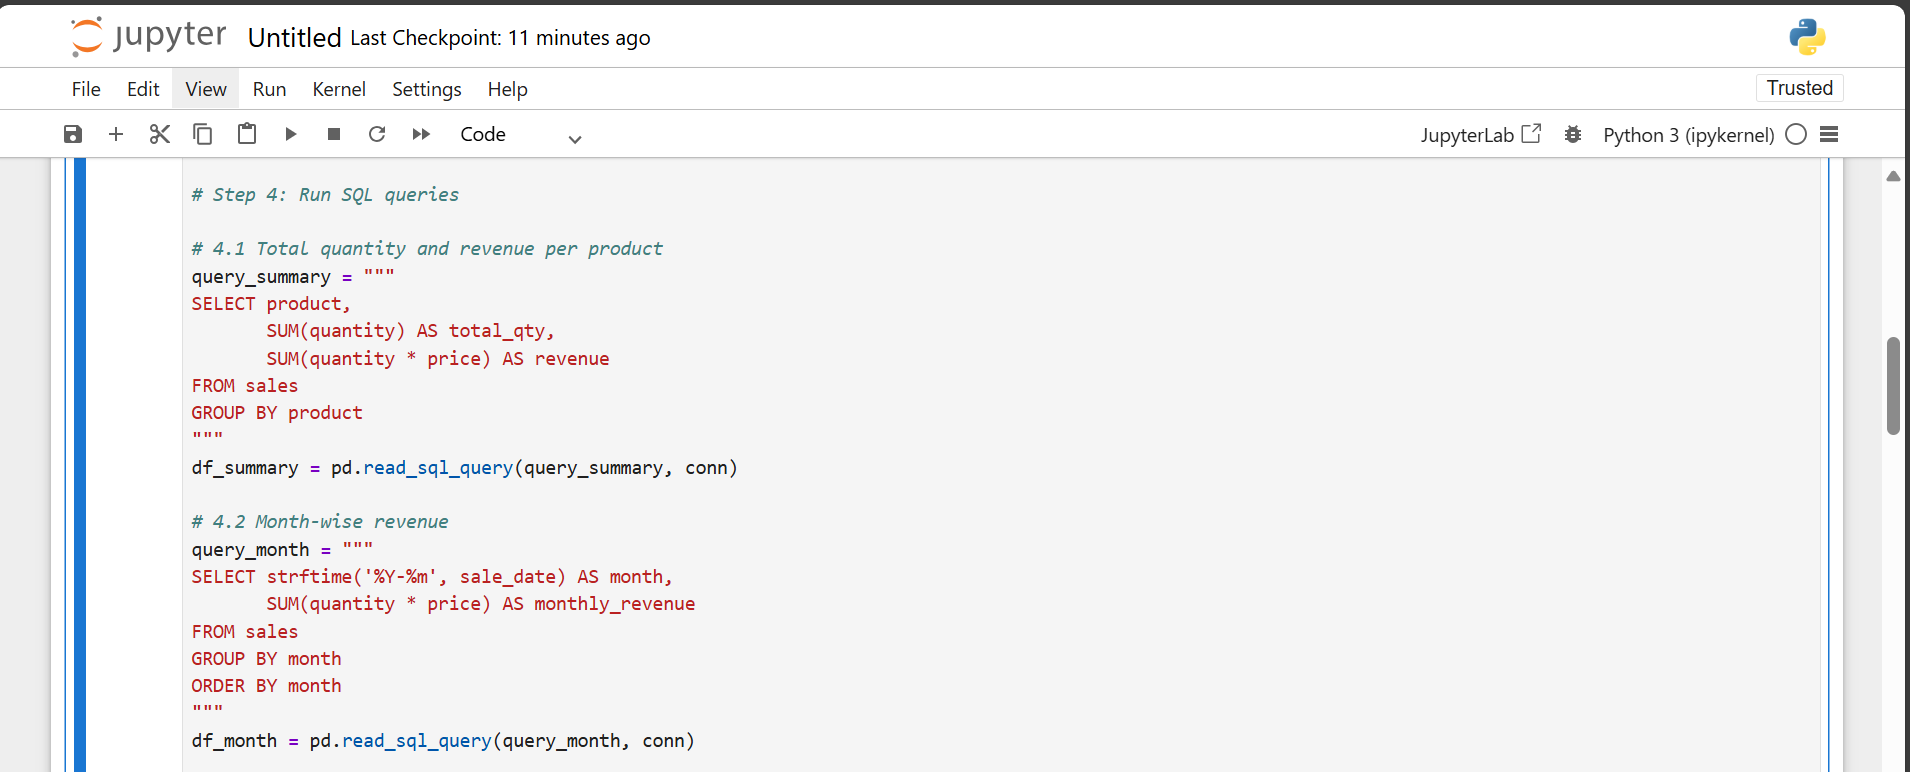 jupyter Untitled Last Checkpoint: 11 minutes ago
File Edit View Run Kernel Settings Help Trusted
Code JupyterLab Python 3 (ipykernel)
# Step 4: Run SQL queries
# 4.1 Total quantity and revenue per product
query_summary = """
SELECT product,
       SUM(quantity) AS total_qty,
       SUM(quantity * price) AS revenue
FROM sales
GROUP BY product
"""
df_summary = pd.read_sql_query(query_summary, conn)
# 4.2 Month-wise revenue
query_month = """
SELECT strftime('%Y-%m', sale_date) AS month,
       SUM(quantity * price) AS monthly_revenue
FROM sales
GROUP BY month
ORDER BY month
"""
df_month = pd.read_sql_query(query_month, conn)